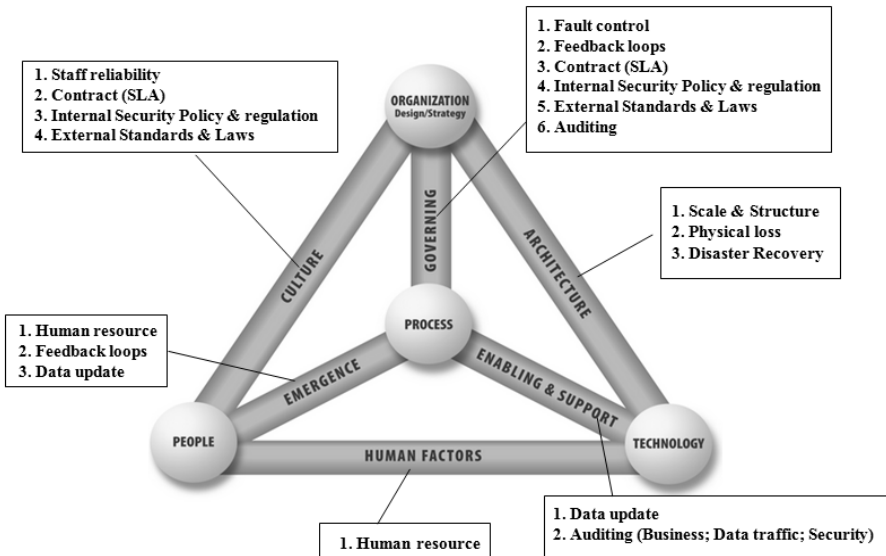 1. Fault control
2. Feedback loops
3. Contract (SLA)
4. Internal Security Policy & regulation
5. External Standards & Laws
6. Auditing
1. Staff reliability
2. Contract (SLA)
3. Internal Security Policy & regulation
4. External Standards & Laws
ORGANIZATION
Design/Strategy
GOVERNING
CULTURE
ARCHITECTURE
1. Scale & Structure
2. Physical loss
3. Disaster Recovery
PROCESS
1. Human resource
2. Feedback loops
3. Data update
EMERGENCE
ENABLING & SUPPORT
PEOPLE
TECHNOLOGY
HUMAN FACTORS
1. Data update
2. Auditing (Business; Data traffic; Security)
1. Human resource